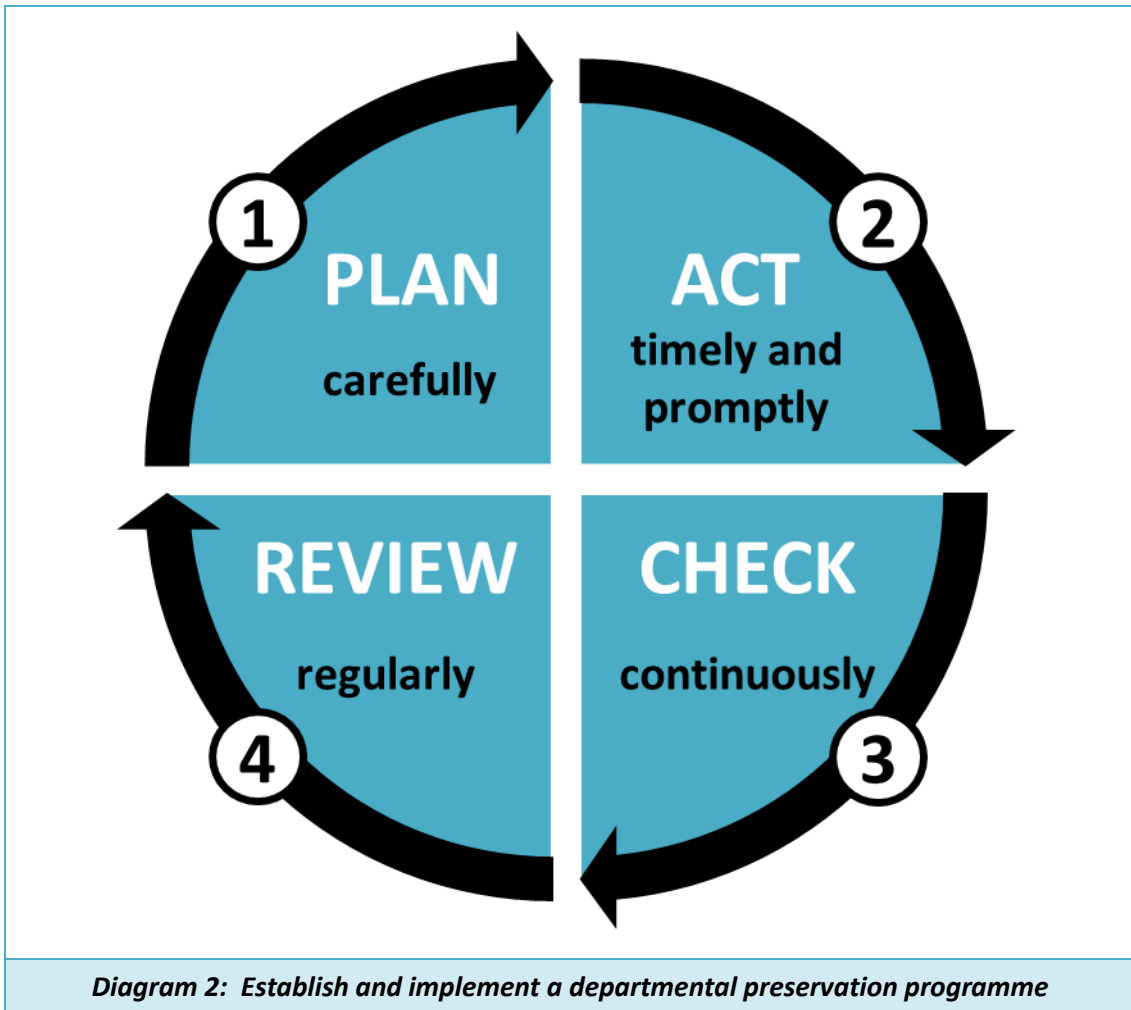 1
PLAN
carefully
2
ACT
timely and
promptly
3
CHECK
continuously
4
REVIEW
regularly
Diagram 2: Establish and implement a departmental preservation programme